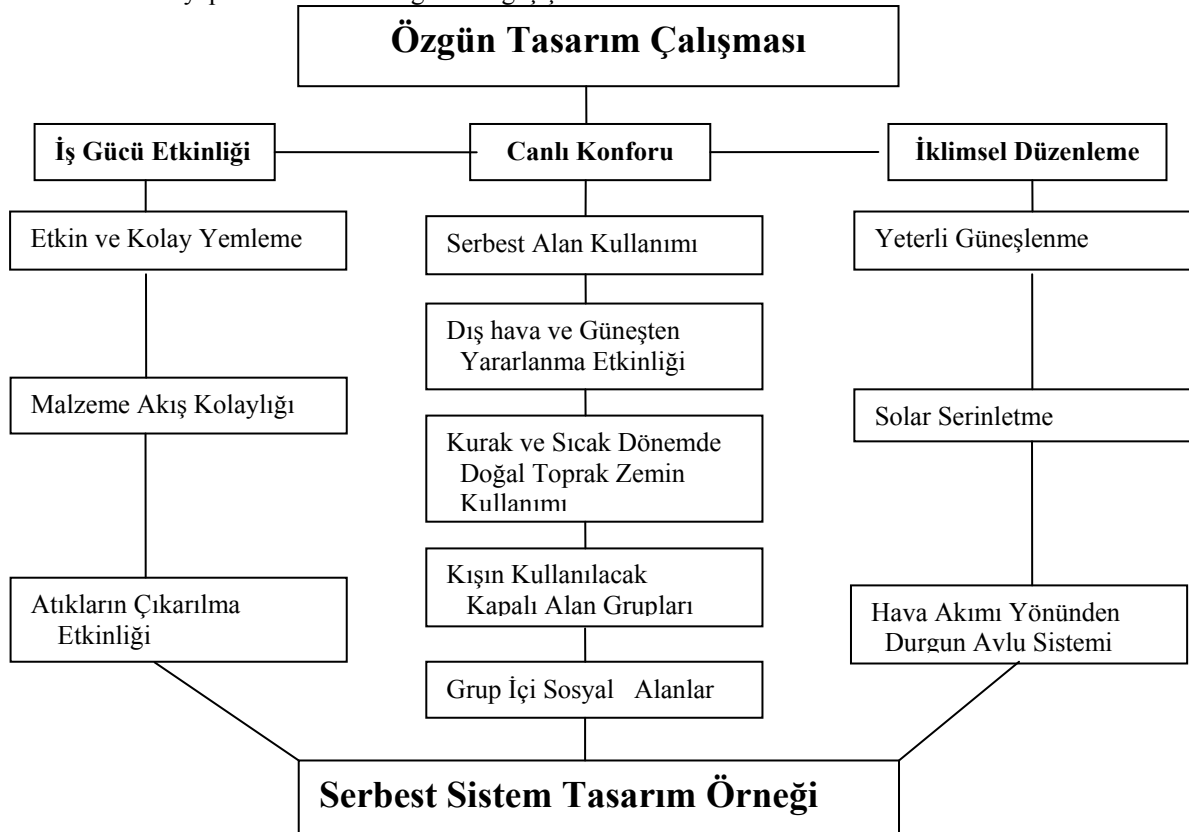 Özgün Tasarım Çalışması
İş Gücü Etkinliği
Canlı Konforu
İklimsel Düzenleme
Etkin ve Kolay Yemleme
Malzeme Akış Kolaylığı
Atıkların Çıkarılma
Etkinliği
Serbest Alan Kullanımı
Dış hava ve Güneşten
Yararlanma Etkinliği
Kurak ve Sıcak Dönemde
Doğal Toprak Zemin
Kullanımı
Kışın Kullanılacak
Kapalı Alan Grupları
Grup İçi Sosyal Alanlar
Yeterli Güneşlenme
Solar Serinletme
Hava Akımı Yönünden
Durgun Avlu Sistemi
Serbest Sistem Tasarım Örneği